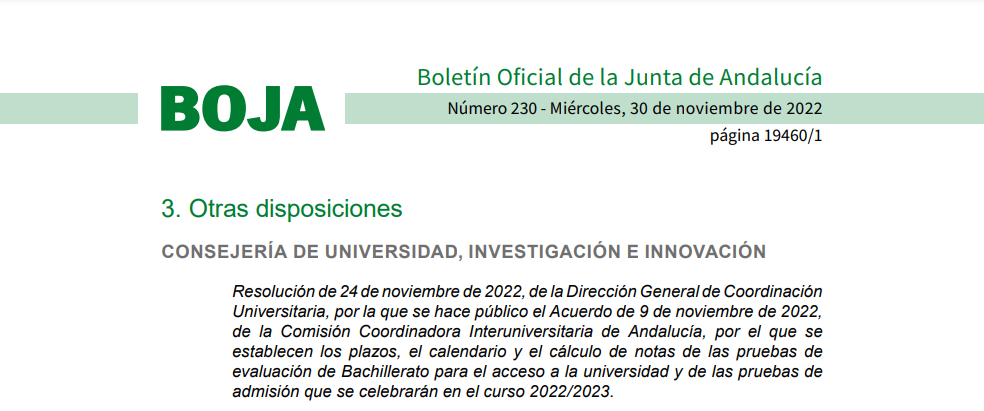 BOJA
Boletín Oficial de la Junta de Andalucía
Número 230 - Miércoles, 30 de noviembre de 2022
página 19460/1
3. Otras disposiciones
CONSEJERÍA DE UNIVERSIDAD, INVESTIGACIÓN E INNOVACIÓN
Resolución de 24 de noviembre de 2022, de la Dirección General de Coordinación
Universitaria, por la que se hace público el Acuerdo de 9 de noviembre de 2022,
de la Comisión Coordinadora Interuniversitaria de Andalucía, por el que se
establecen los plazos, el calendario y el cálculo de notas de las pruebas de
evaluación de Bachillerato para el acceso a la universidad y de las pruebas de
admisión que se celebrarán en el curso 2022/2023.